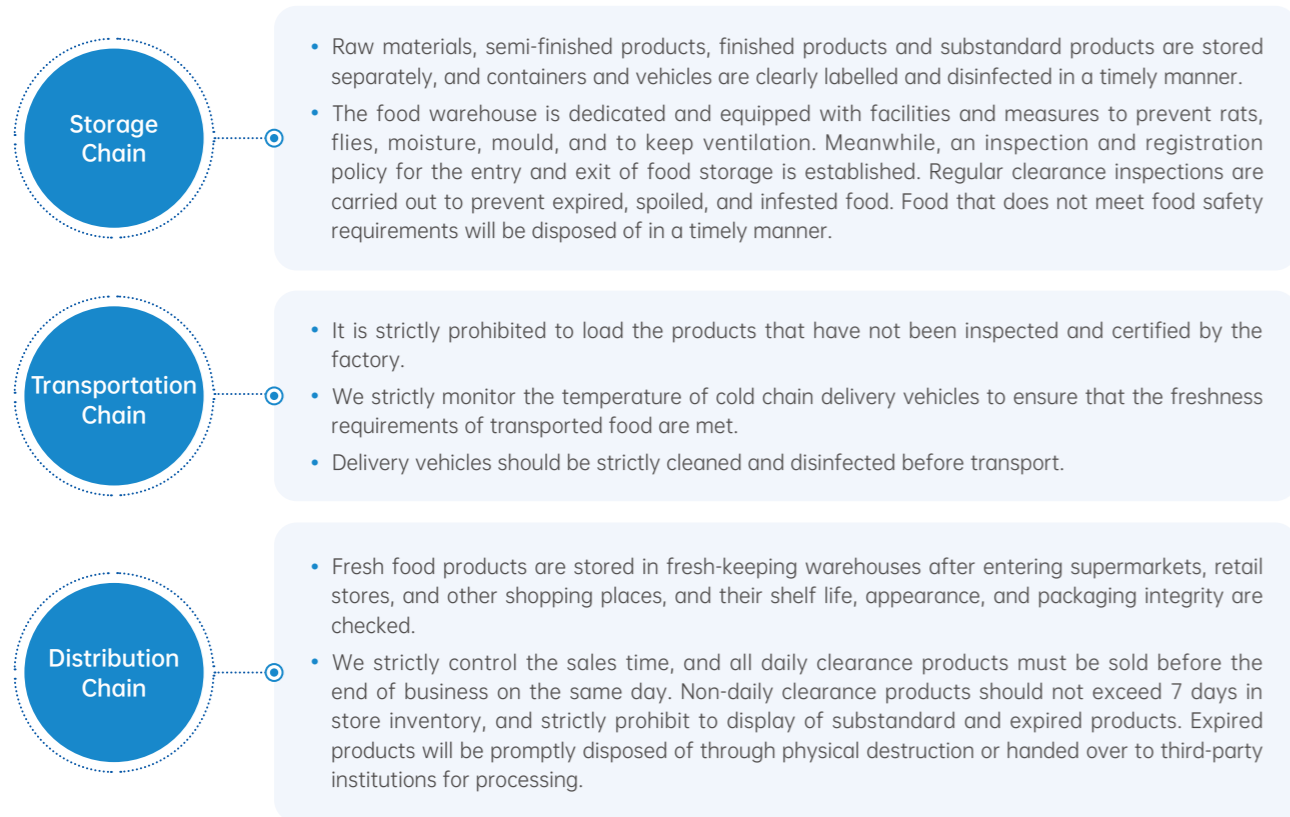 Storage
Chain
• Raw materials, semi-finished products, finished products and substandard products are stored
separately, and containers and vehicles are clearly labelled and disinfected in a timely manner.
• The food warehouse is dedicated and equipped with facilities and measures to prevent rats,
flies, moisture, mould, and to keep ventilation. Meanwhile, an inspection and registration
policy for the entry and exit of food storage is established. Regular clearance inspections are
carried out to prevent expired, spoiled, and infested food. Food that does not meet food safety
requirements will be disposed of in a timely manner.
Transportation
Chain
• It is strictly prohibited to load the products that have not been inspected and certified by the
factory.
• We strictly monitor the temperature of cold chain delivery vehicles to ensure that the freshness
requirements of transported food are met.
• Delivery vehicles should be strictly cleaned and disinfected before transport.
Distribution
Chain
• Fresh food products are stored in fresh-keeping warehouses after entering supermarkets, retail
stores, and other shopping places, and their shelf life, appearance, and packaging integrity are
checked.
• We strictly control the sales time, and all daily clearance products must be sold before the
end of business on the same day. Non-daily clearance products should not exceed 7 days in
store inventory, and strictly prohibit to display of substandard and expired products. Expired
products will be promptly disposed of through physical destruction or handed over to third-party
institutions for processing.